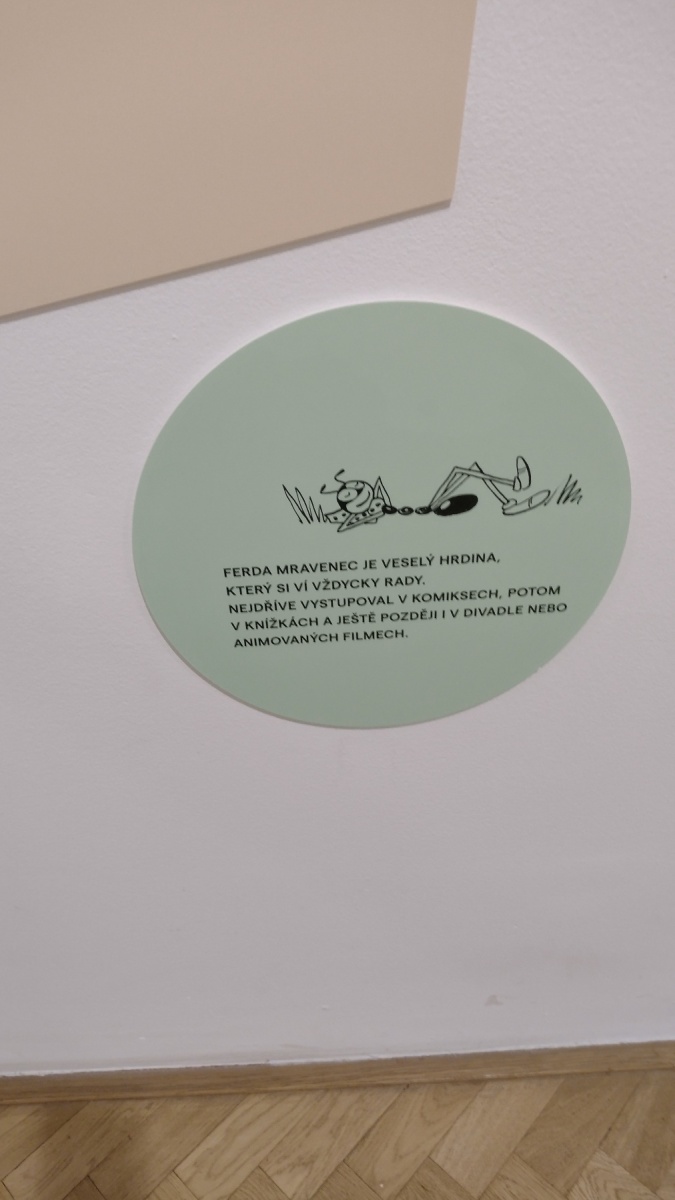 FERDA MRAVENEC JE VESELÝ HRDINA,
KTERÝ SI VÍ VŽDYCKY RADY.
NEJDŘÍVE VYSTUPOVAL V KOMIKSECH, POTOM
V KNÍŽKÁCH A JEŠTĚ POZDĚJI I V DIVADLE NEBO
ANIMOVANÝCH FILMECH.